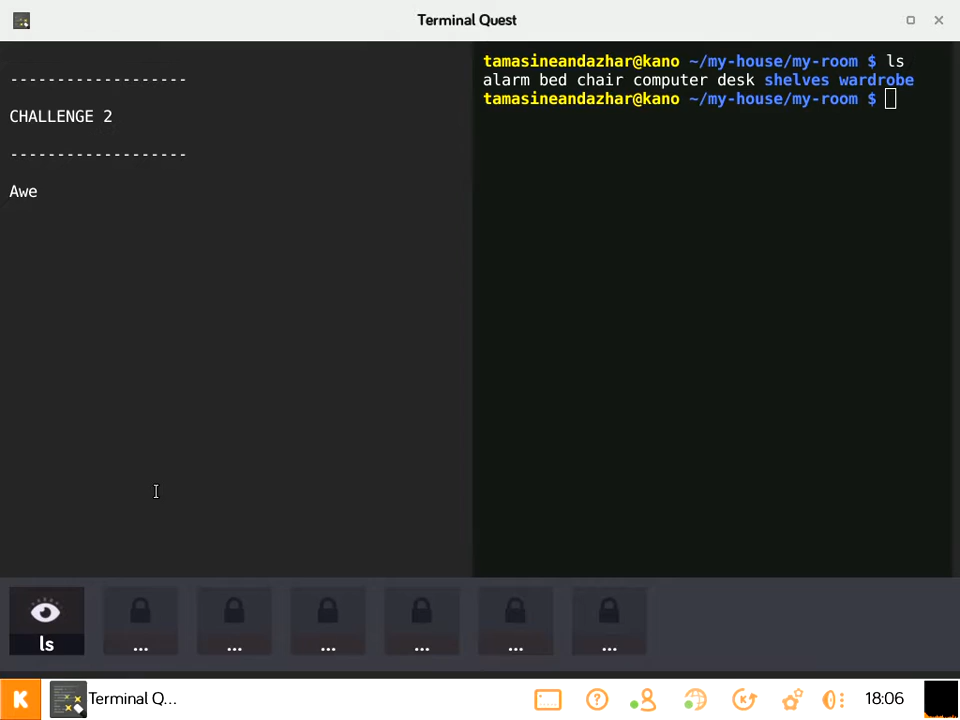 Terminal Quest
-------------------
CHALLENGE 2
-------------------
Awe
tamasineandazhar@kano ~/my-house/my-room $ ls
alarm bed chair computer desk shelves wardrobe
tamasineandazhar@kano ~/my-house/my-room $
ls ... ... ... ... ... ...
K Terminal Q... 18:06